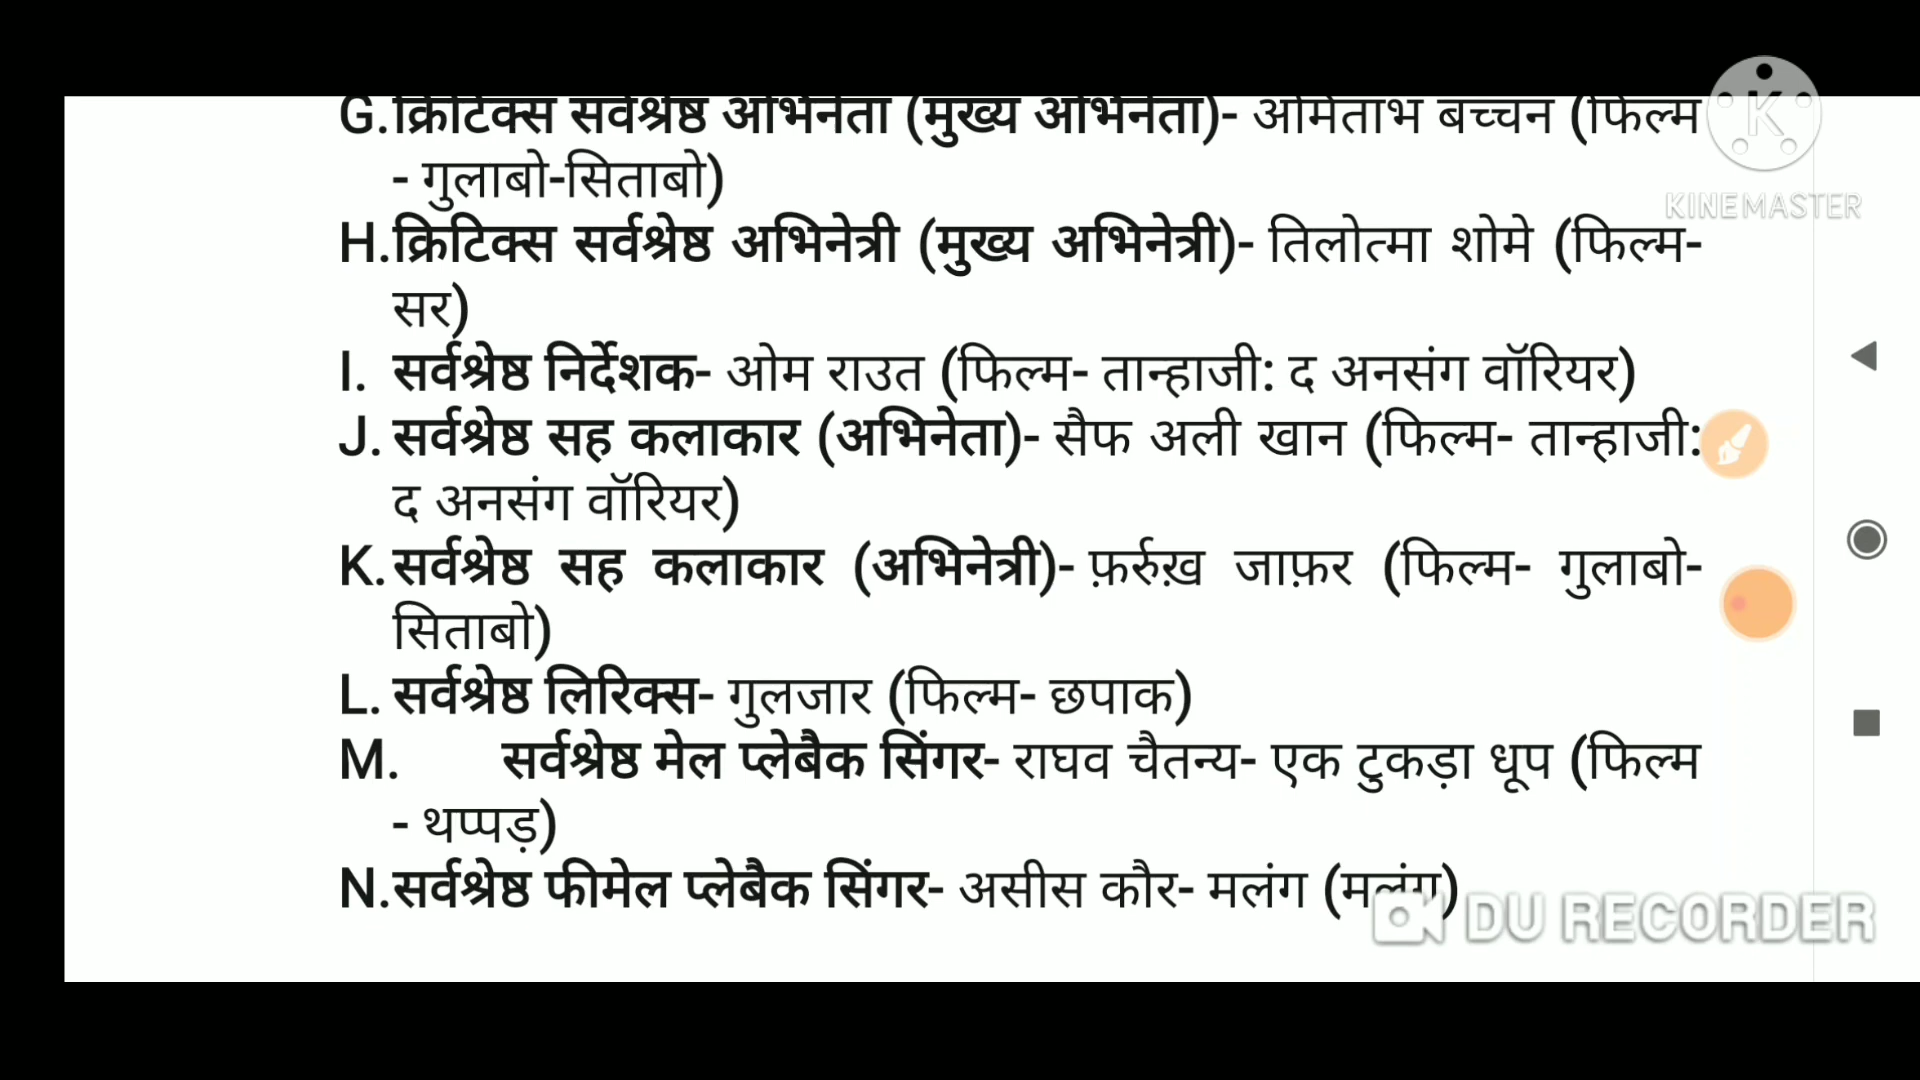 G.क्रिटिक्स सर्वश्रेष्ठ अभिनेता (मुख्य अभिनेता)- अमिताभ बच्चन (फिल्म
- गुलाबो-सिताबो)
H.क्रिटिक्स सर्वश्रेष्ठ अभिनेत्री (मुख्य अभिनेत्री)- तिलोत्मा शोमे (फिल्म-
सर)
I. सर्वश्रेष्ठ निर्देशक- ओम राउत (फिल्म- तान्हाजी: द अनसंग वॉरियर)
J. सर्वश्रेष्ठ सह कलाकार (अभिनेता)- सैफ अली खान (फिल्म- तान्हाजी:
द अनसंग वॉरियर)
K.सर्वश्रेष्ठ सह कलाकार (अभिनेत्री)- फ़र्रुख़ जाफ़र (फिल्म- गुलाबो-
सिताबो)
L. सर्वश्रेष्ठ लिरिक्स- गुलजार (फिल्म- छपाक)
M. सर्वश्रेष्ठ मेल प्लेबैक सिंगर- राघव चैतन्य- एक टुकड़ा धूप (फिल्म
- थप्पड़)
N.सर्वश्रेष्ठ फीमेल प्लेबैक सिंगर- असीस कौर- मलंग (मलंग)
K
KINEMASTER
DU RECORDER